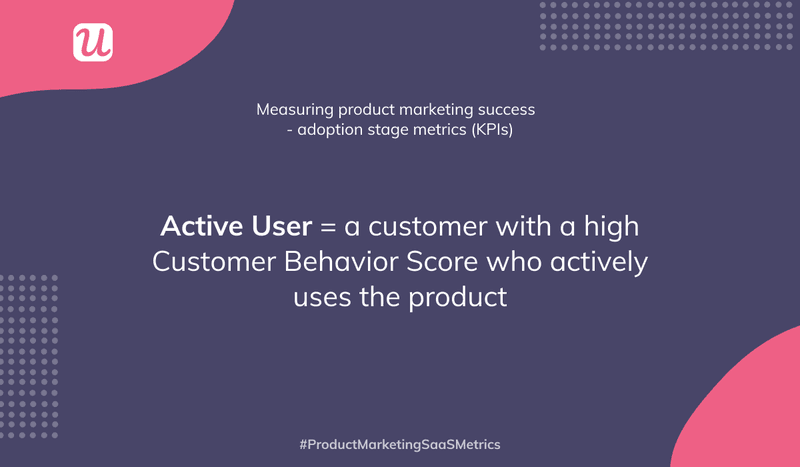 u
Measuring product marketing success
- adoption stage metrics (KPIs)
Active User = a customer with a high
Customer Behavior Score who actively
uses the product
#ProductMarketingSaaSMetrics